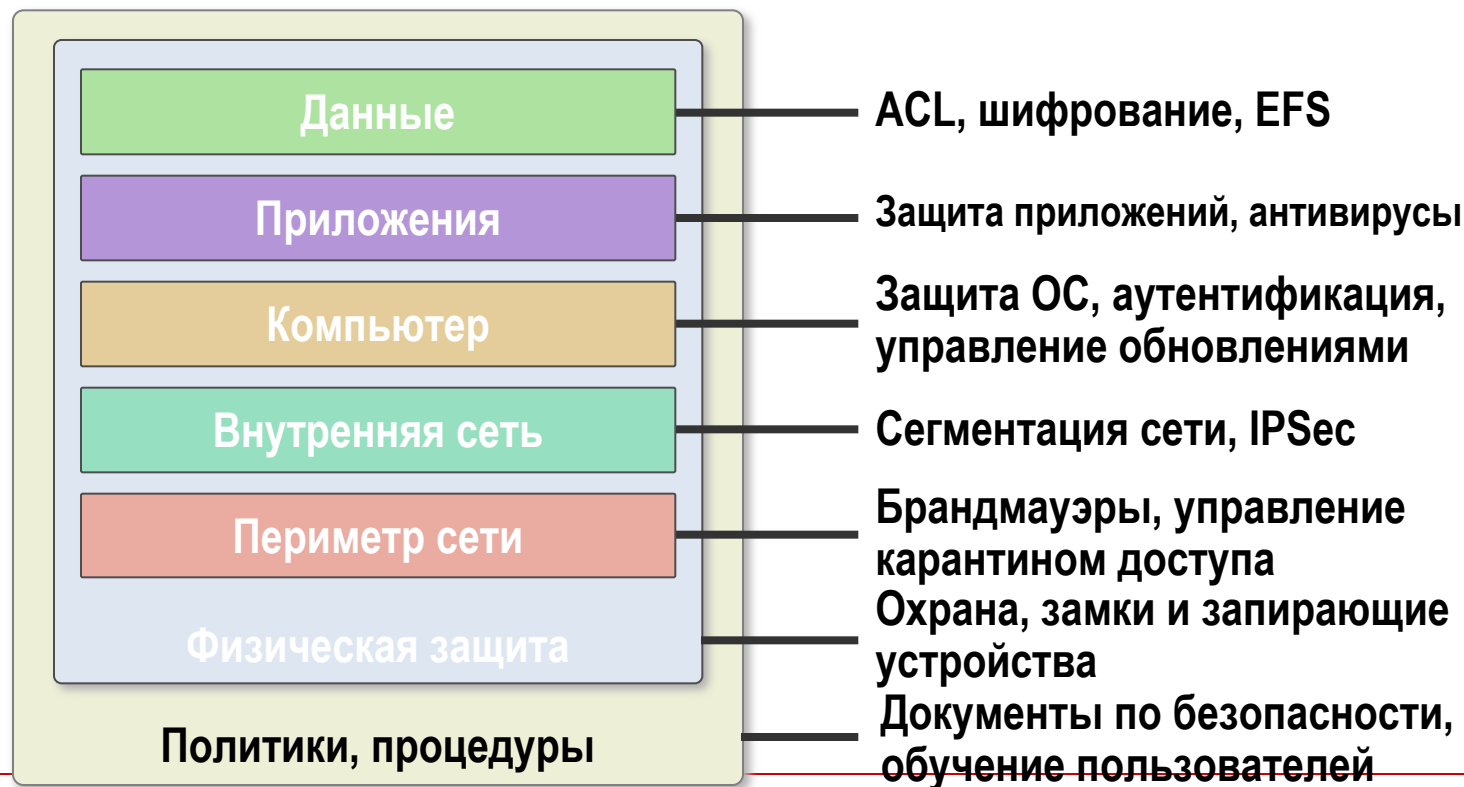 Данные
ACL, шифрование, EFS
Приложения
Защита приложений, антивирусы
Компьютер
Защита ОС, аутентификация,
управление обновлениями
Внутренняя сеть
Сегментация сети, IPSec
Периметр сети
Брандмауэры, управление
карантином доступа
Физическая защита
Охрана, замки и запирающие
устройства
Политики, процедуры
Документы по безопасности,
обучение пользователей